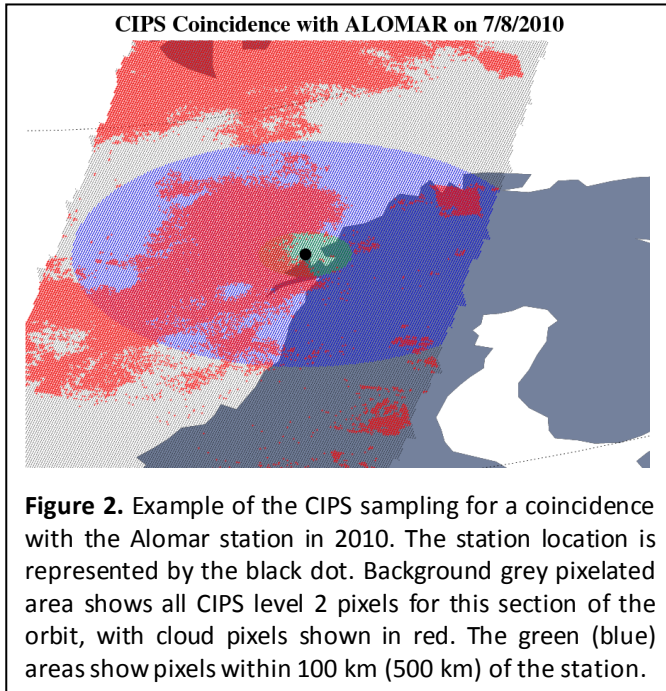 CIPS Coincidence with ALOMAR on 7/8/2010
Figure 2. Example of the CIPS sampling for a coincidence
with the Alomar station in 2010. The station location is
represented by the black dot. Background grey pixelated
area shows all CIPS level 2 pixels for this section of the
orbit, with cloud pixels shown in red. The green (blue)
areas show pixels within 100 km (500 km) of the station.